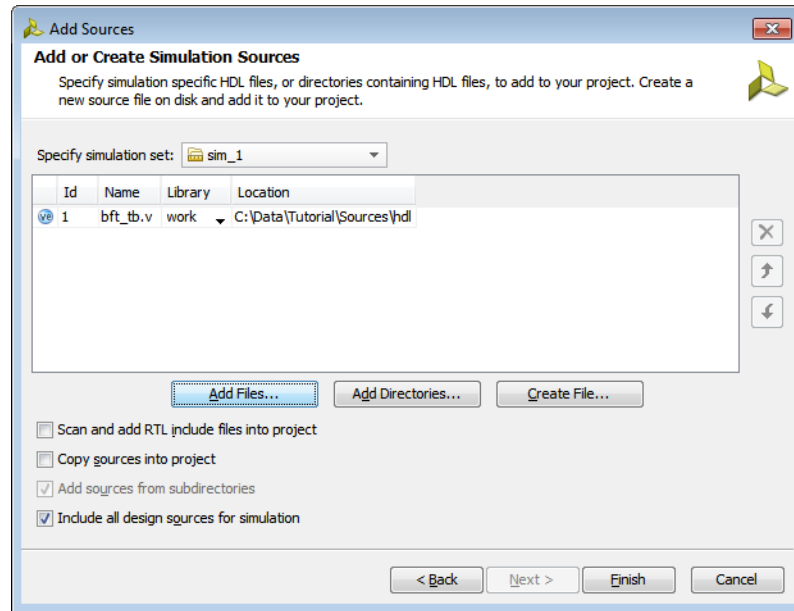 Add Sources
Add or Create Simulation Sources
Specify simulation specific HDL files, or directories containing HDL files, to add to your project. Create a
new source file on disk and add it to your project.
Specify simulation set: sim_1
Id Name Library Location
ve 1 bft_tb.v work C:\Data\Tutorial\Sources\hdl
Add Files... Add Directories... Create File...
Scan and add RTL include files into project
Copy sources into project
Add sources from subdirectories
Include all design sources for simulation
< Back Next > Finish Cancel